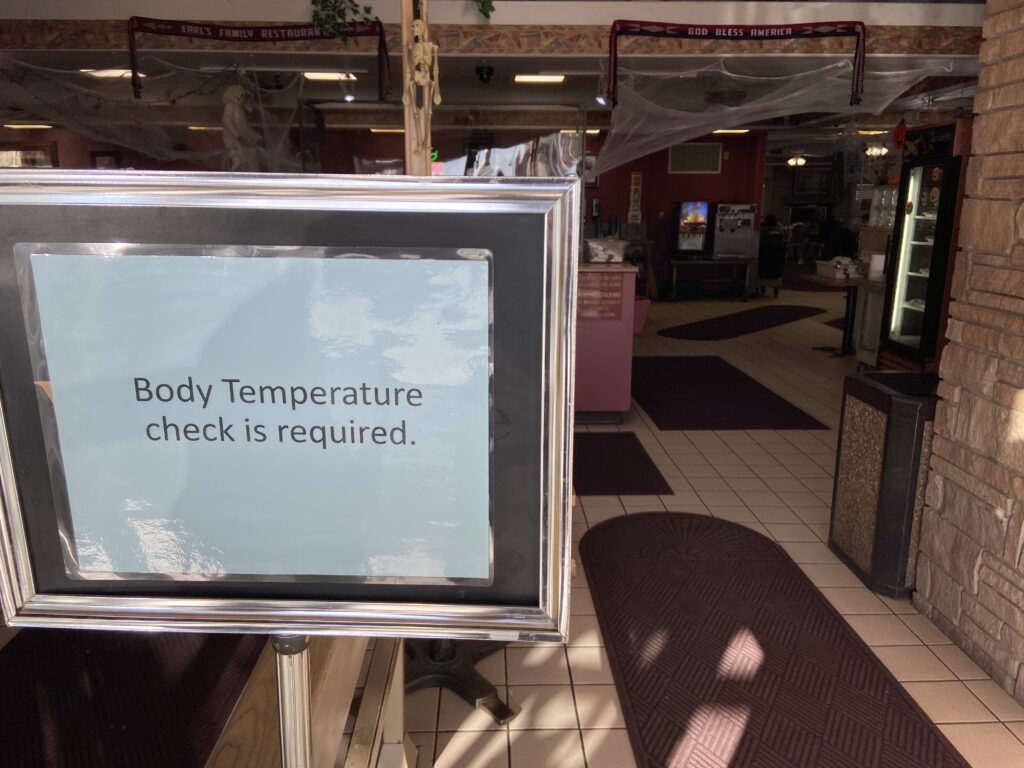 EARL'S FAMILY RESTAURANT
GOD BLESS AMERICA
Body Temperature
check is required.